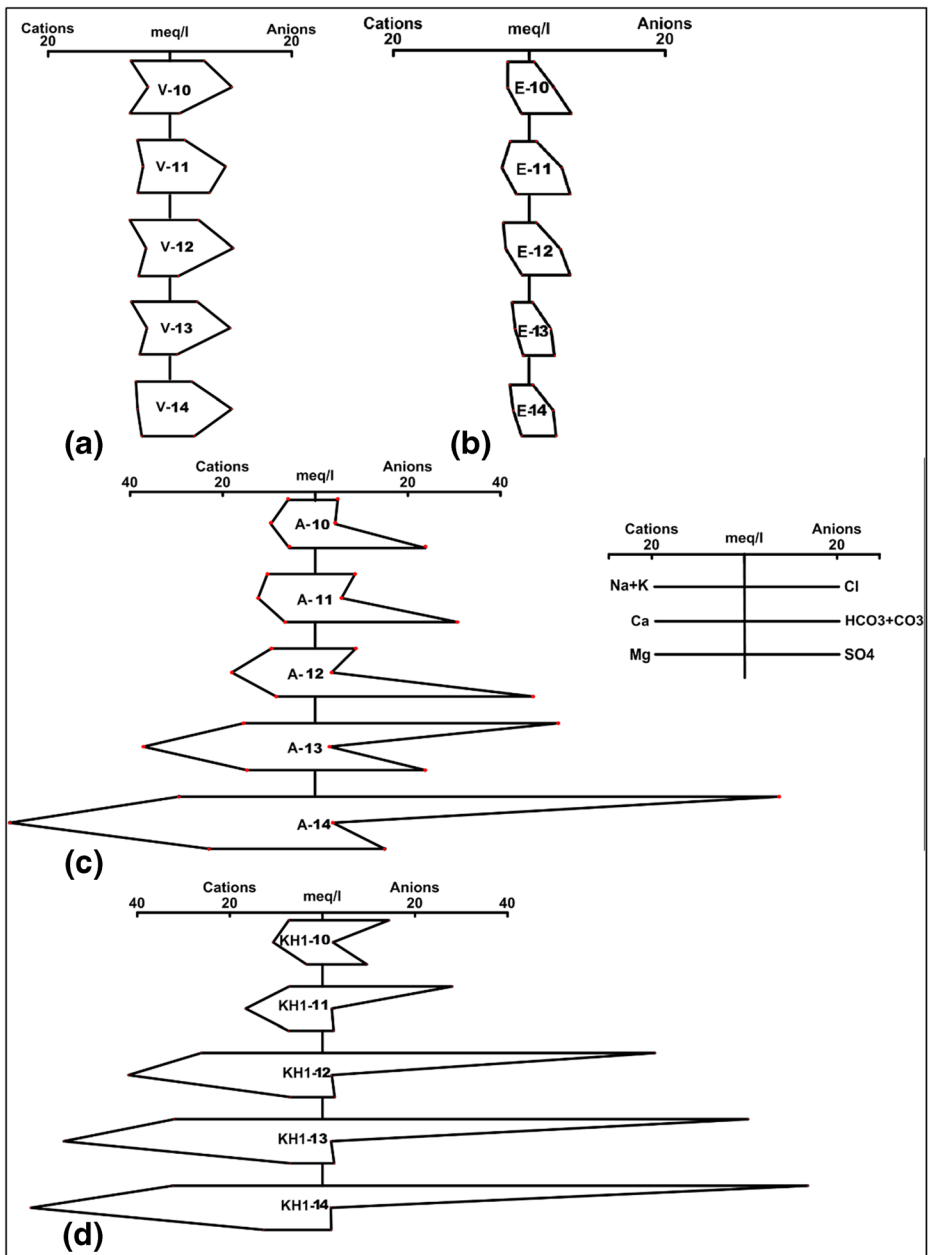 Cations meq/l Anions
20 20
V-10
V-11
V-12
V-13
V-14
(a)
Cations meq/l Anions
20 20
E-10
E-11
E-12
E-13
E-14
(b)
Cations meq/l Anions
40 20 20 40
A-10
A-11
A-12
A-13
A-14
(c)
Cations meq/l Anions
20 20
Na+K Cl
Ca HCO3+CO3
Mg SO4
Cations meq/l Anions
40 20 20 40
KH1-10
KH1-11
KH1-12
KH1-13
KH1-14
(d)